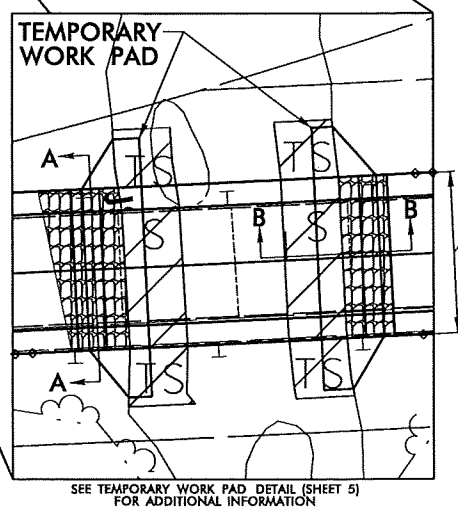 TEMPORARY
WORK PAD
A
TS
TS
B
B
S
S
A
TS
TS
SEE TEMPORARY WORK PAD DETAIL (SHEET 5)
FOR ADDITIONAL INFORMATION